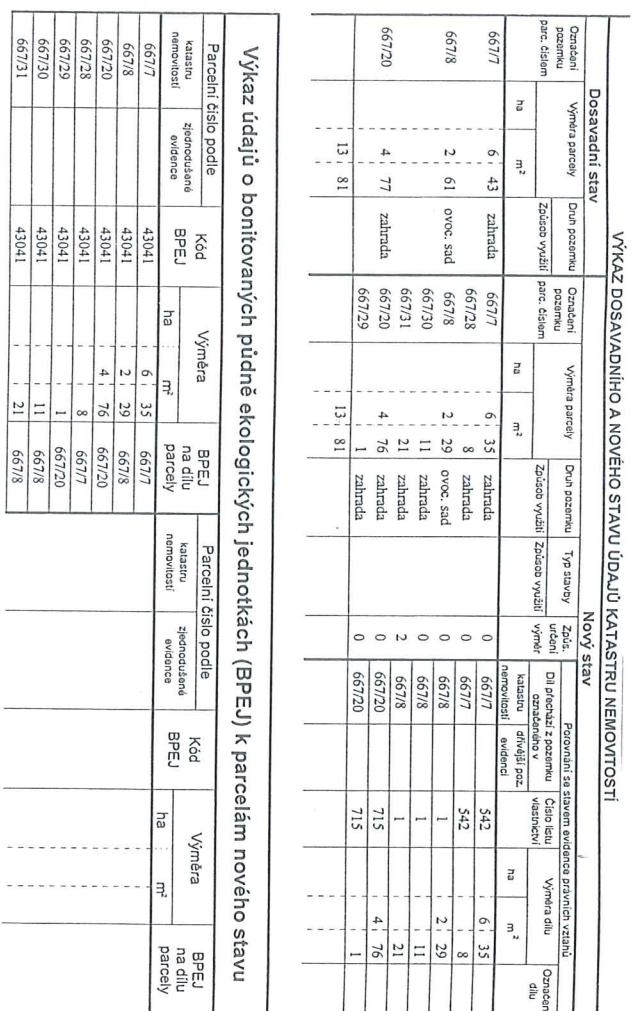 VÝKAZ DOSAVADNÍHO A NOVÉHO STAVU ÚDAJŮ KATASTRU NEMOVITOSTÍ
Dosavadní stav Nový stav
Označení pozemku parc. číslem Výměra parcely ha m² Druh pozemku Způsob využití Označení pozemku parc. číslem Výměra parcely ha m² Druh pozemku Způsob využití Typ stavby Způsob využití Způs. určení výměr Porovnání se stavem evidence právních vztahů Díl přechází z pozemku označeného v katastru nemovitostí dřívější poz. evidenci Číslo listu vlastnictví Výměra dílu ha m² Označen dílu
667/7 6 43 zahrada 667/7 6 35 zahrada 0 667/7 542 6 35
667/28 8 zahrada 0 667/7 542 8
667/8 2 61 ovoc. sad 667/8 2 29 ovoc. sad 0 667/8 1 2 29
667/30 11 zahrada 0 667/8 1 11
667/31 21 zahrada 2 667/8 1 21
667/20 4 77 zahrada 667/20 4 76 zahrada 0 667/20 715 4 76
667/29 1 zahrada 0 667/20 715 1
13 81 13 81
Výkaz údajů o bonitovaných půdně ekologických jednotkách (BPEJ) k parcelám nového stavu
Parcelní číslo podle katastru nemovitostí zjednodušené evidence Kód BPEJ Výměra ha m² BPEJ na dílu parcely Parcelní číslo podle katastru nemovitostí zjednodušené evidence Kód BPEJ Výměra ha m² BPEJ na dílu parcely
667/7 43041 6 35 667/7
667/8 43041 2 29 667/8
667/20 43041 4 76 667/20
667/28 43041 8 667/7
667/29 43041 1 667/20
667/30 43041 11 667/8
667/31 43041 21 667/8